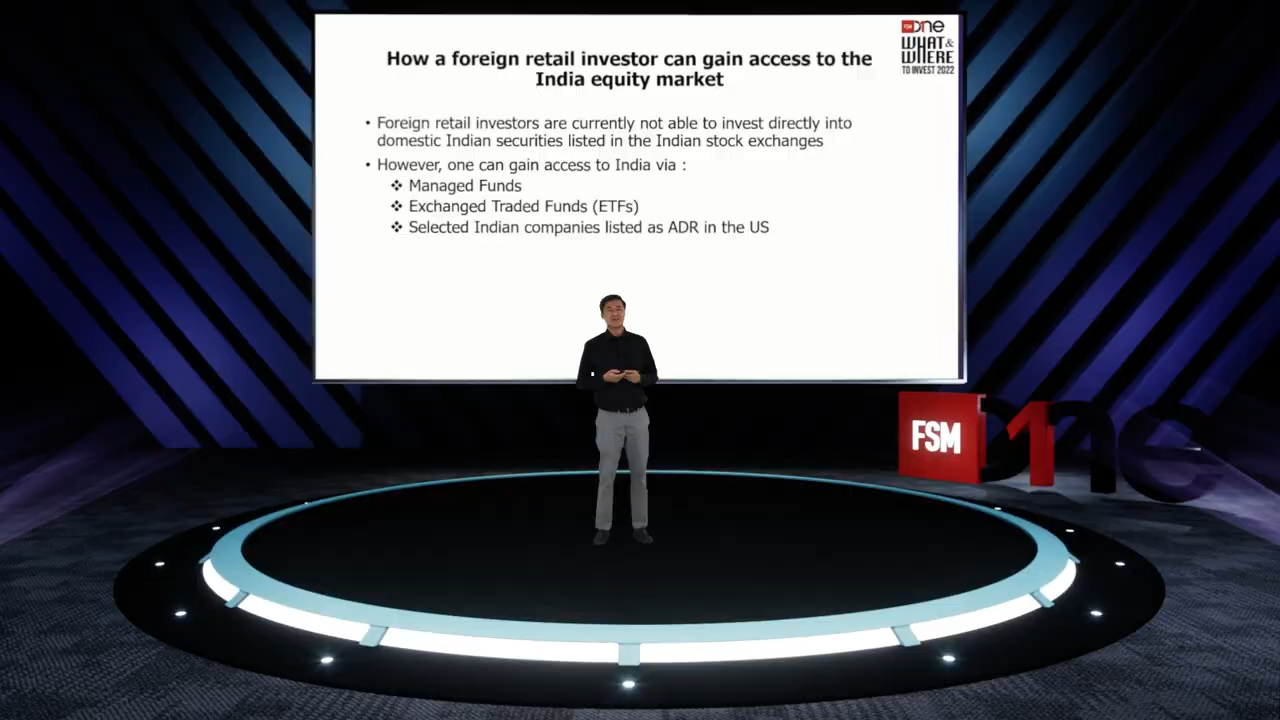 FSM One
WHAT&
WHERE
TO INVEST 2022
How a foreign retail investor can gain access to the
India equity market
• Foreign retail investors are currently not able to invest directly into
domestic Indian securities listed in the Indian stock exchanges
• However, one can gain access to India via :
❖ Managed Funds
❖ Exchanged Traded Funds (ETFs)
❖ Selected Indian companies listed as ADR in the US
FSM One